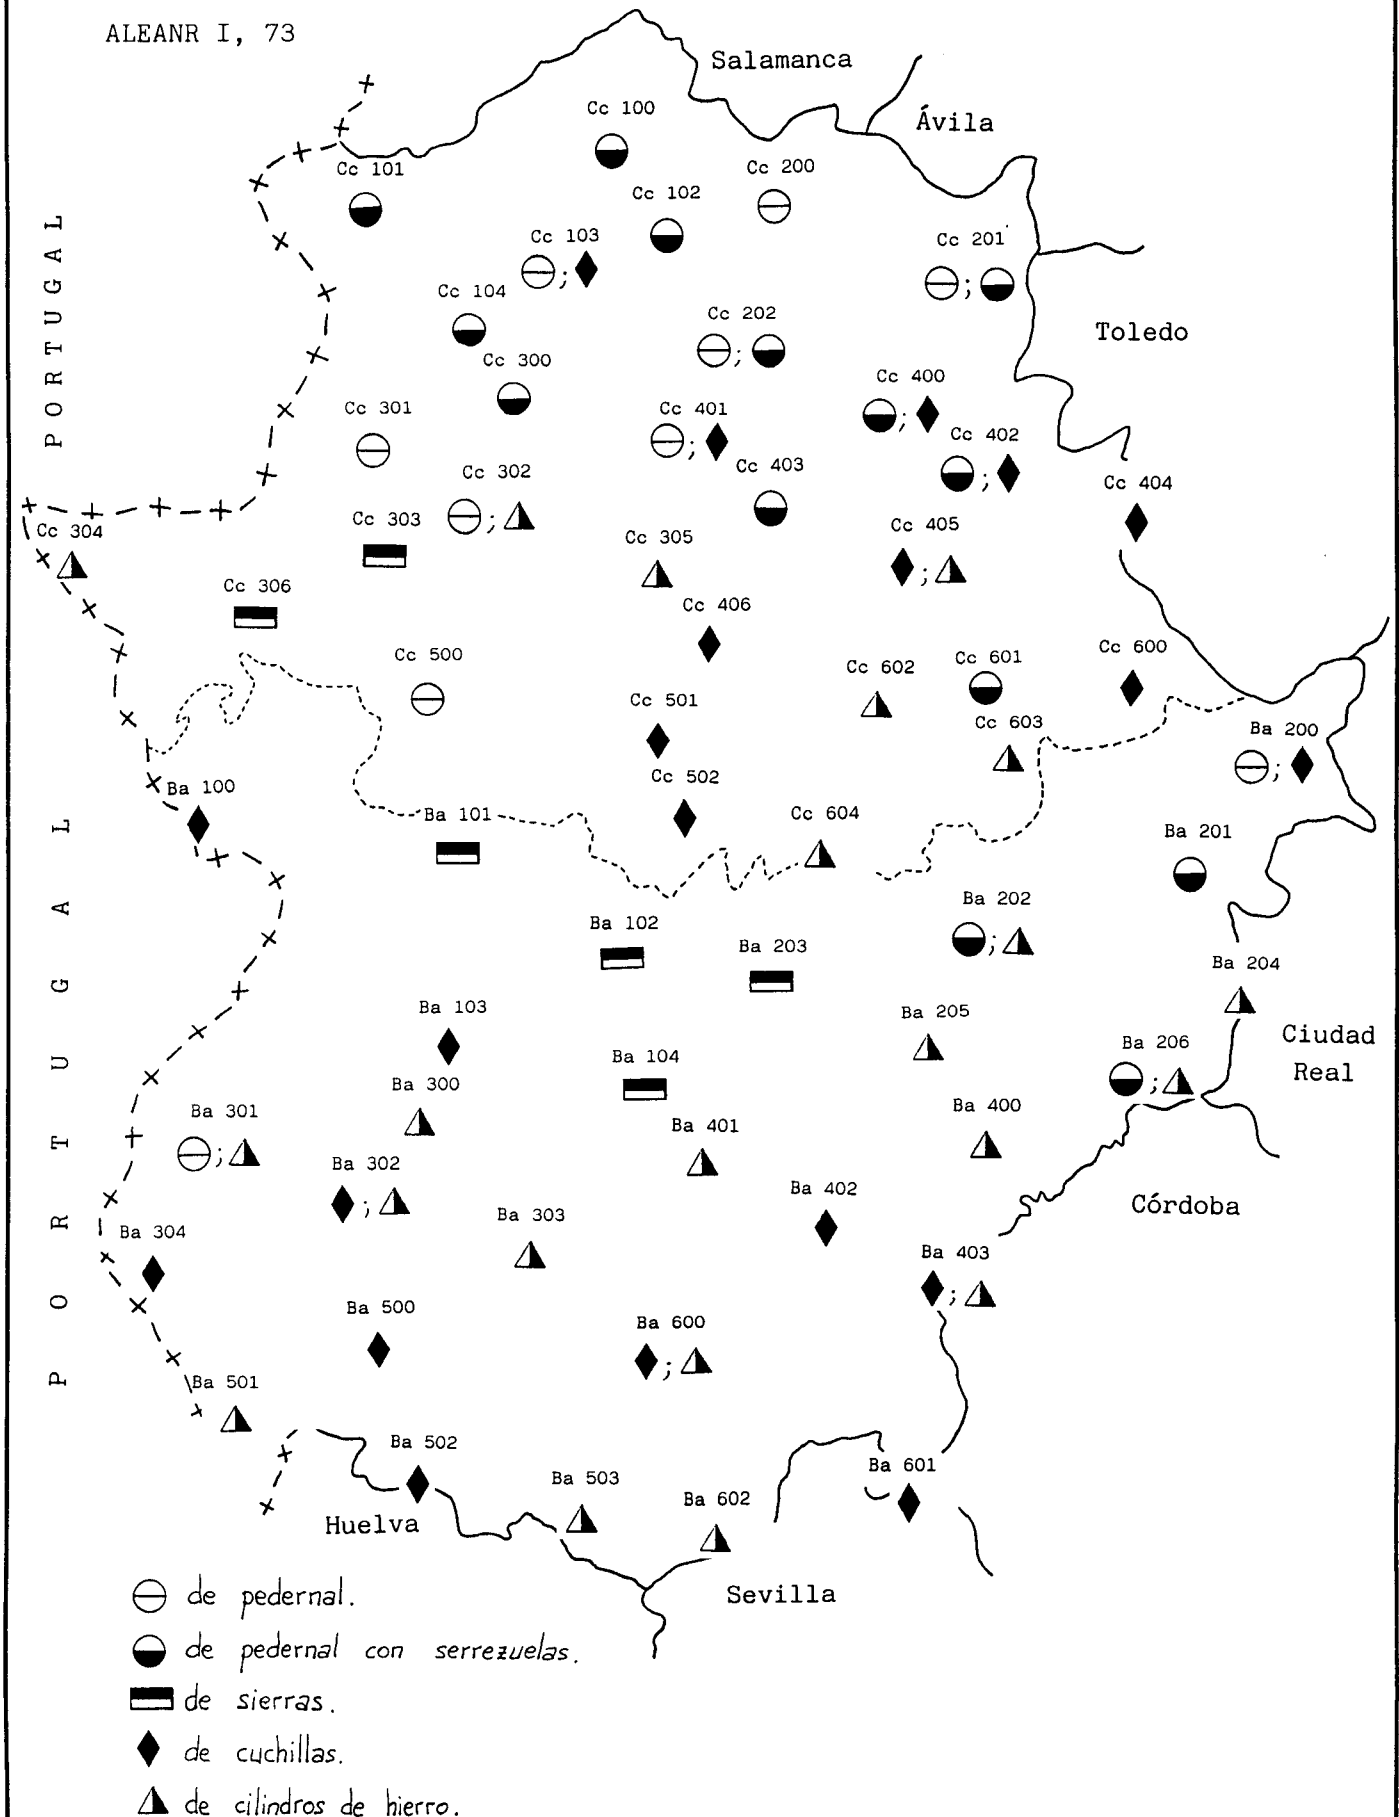 ALEANR I, 73
Salamanca
Ávila
Cc 100
Cc 101
Cc 200
Cc 102
Cc 103
Cc 201
Cc 104
Cc 202
Toledo
Cc 300
Cc 400
Cc 301
Cc 401
Cc 402
Cc 403
Cc 302
Cc 404
Cc 303
Cc 405
Cc 304
Cc 305
Cc 306
Cc 406
Cc 500
Cc 602
Cc 601
Cc 600
Cc 501
Cc 603
Ba 200
Cc 502
Ba 100
Ba 101
Cc 604
Ba 201
Ba 202
Ba 102
Ba 203
Ba 204
Ba 103
Ba 205
Ciudad
Real
Ba 206
Ba 104
Ba 300
Ba 301
Ba 400
Ba 401
Ba 302
Ba 402
Córdoba
Ba 303
Ba 304
Ba 403
Ba 500
Ba 600
Ba 501
Ba 502
Ba 601
Ba 503
Ba 602
Huelva
Sevilla
PORTUGAL
PORTUGAL
de pedernal.
de pedernal con serrezuelas.
de sierras.
de cuchillas.
de cilindros de hierro.